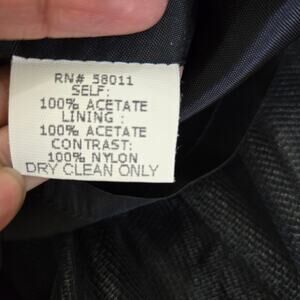 RN# 58011
SELF:
100% ACETATE
LINING :
100% ACETATE
CONTRAST:
100% NYLON
DRY CLEAN ONLY